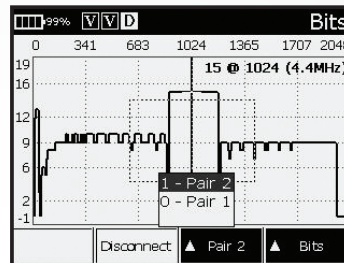 99% V V D Bits
0 341 683 1024 1365 1707 2048
19
15 @ 1024 (4.4MHz)
16
12
9
6
2
-1
1 - Pair 2
0 - Pair 1
Disconnect ▲ Pair 2 ▲ Bits